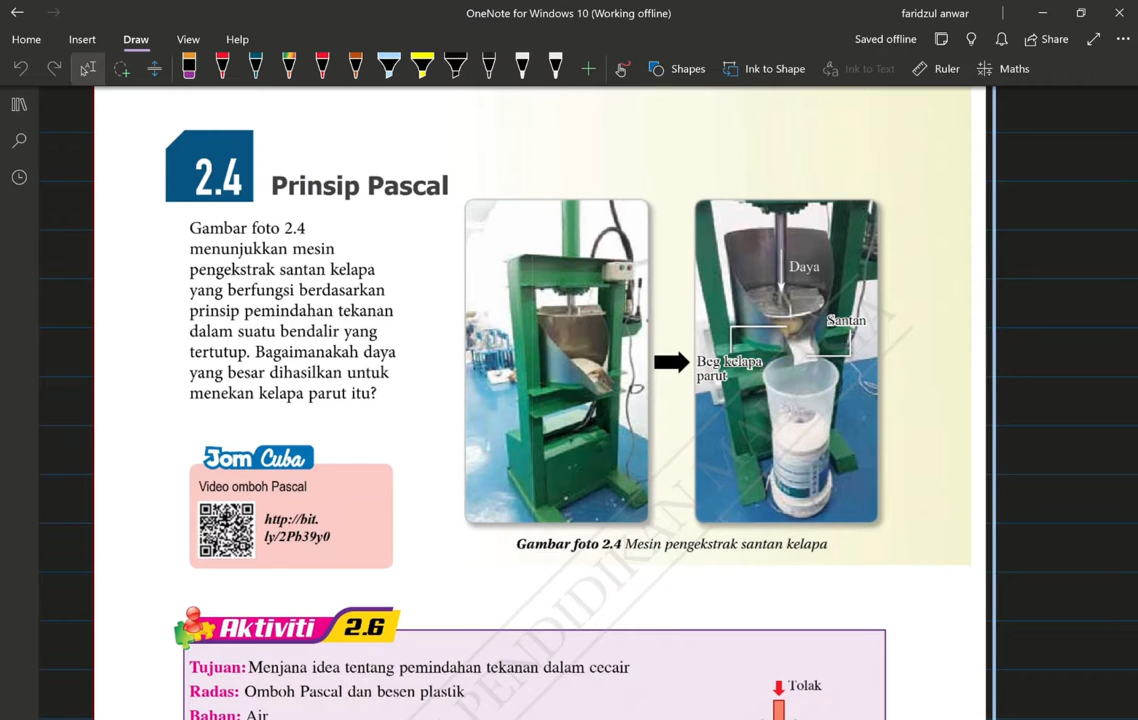 OneNote for Windows 10 (Working offline)
faridzul anwar
Home
Insert
Draw
View
Help
Saved offline
Share
Shapes
Ink to Shape
Ink to Text
Ruler
Maths
2.4
Prinsip Pascal
Gambar foto 2.4
menunjukkan mesin
pengekstrak santan kelapa
yang berfungsi berdasarkan
prinsip pemindahan tekanan
dalam suatu bendalir yang
tertutup. Bagaimanakah daya
yang besar dihasilkan untuk
menekan kelapa parut itu?
Daya
Santan
Beg kelapa
parut
Gambar foto 2.4 Mesin pengekstrak santan kelapa
Jom Cuba
Video omboh Pascal
http://bit.
ly/2Pb39y0
PENDIDIKAN
Aktiviti 2.6
Tujuan: Menjana idea tentang pemindahan tekanan dalam cecair
Radas: Omboh Pascal dan besen plastik
Bahan: Air
Tolak